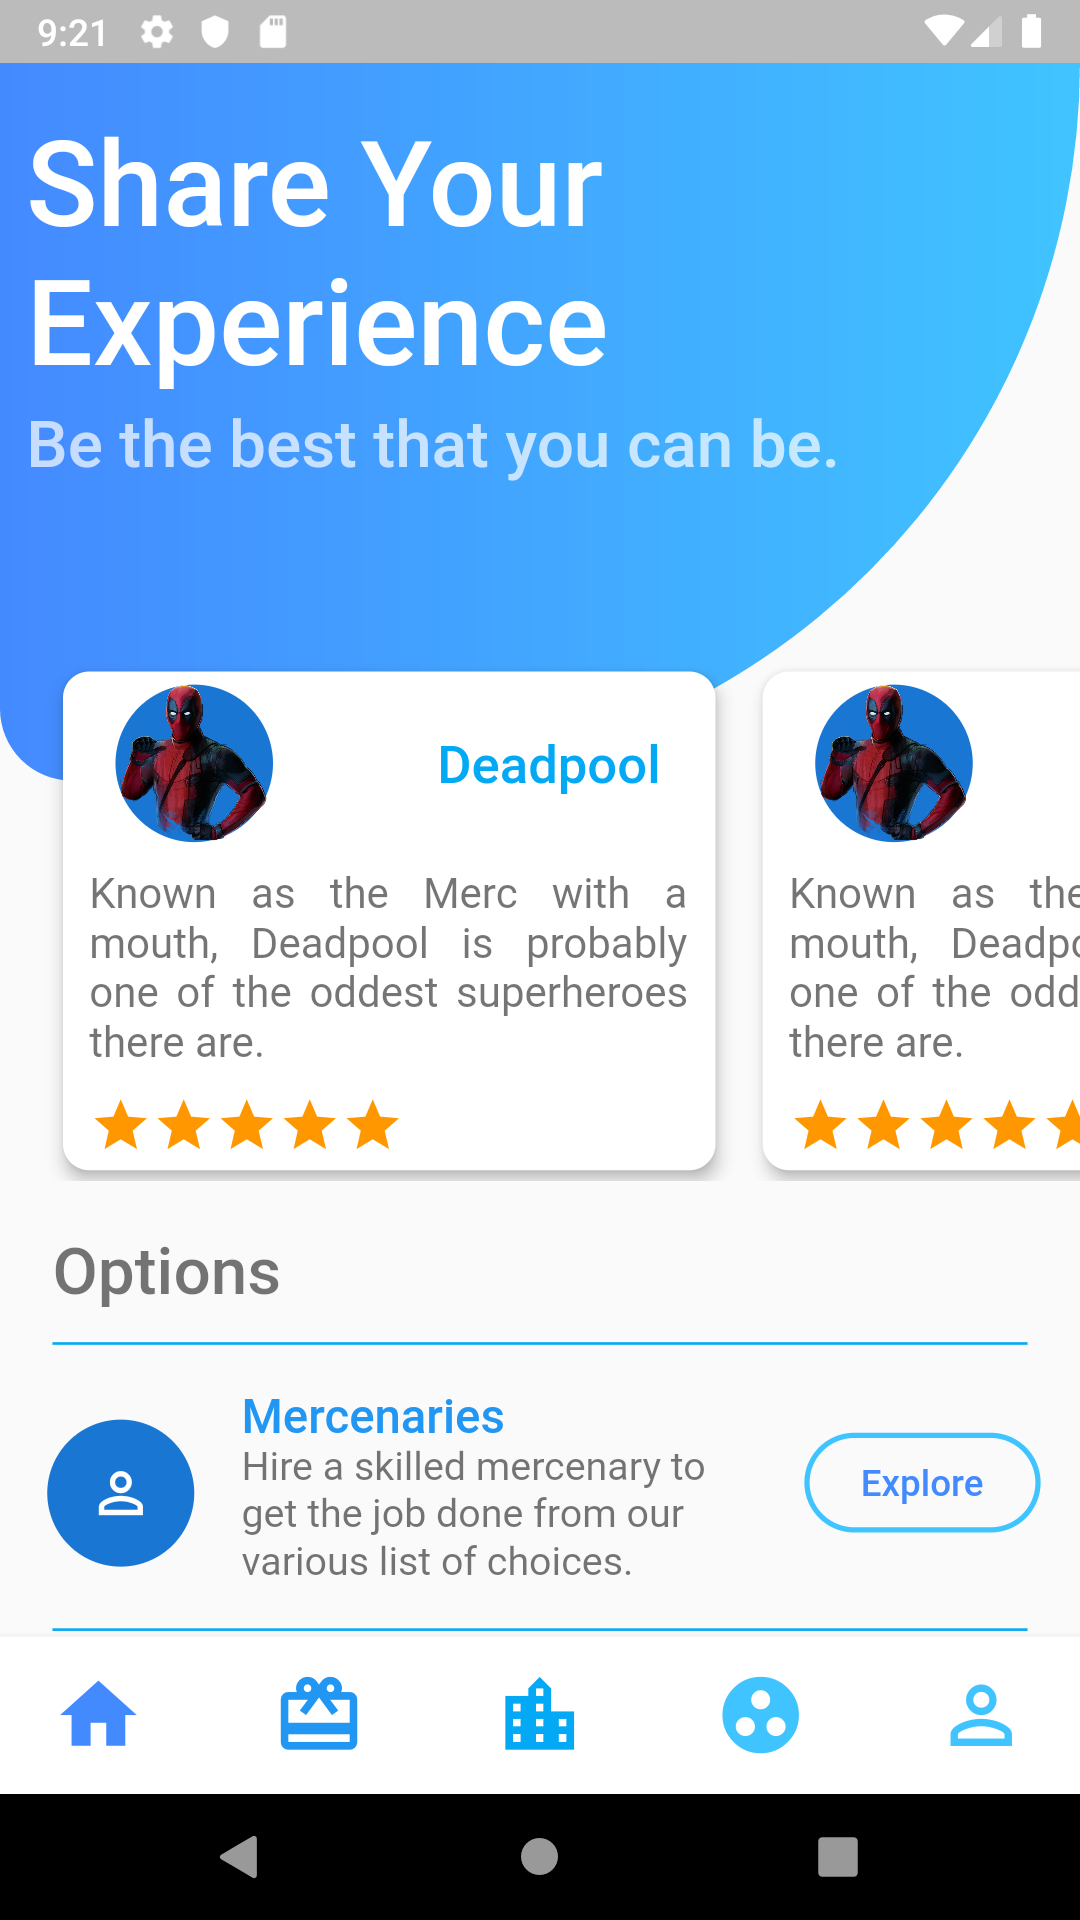 9:21
Share Your
Experience
Be the best that you can be.
Deadpool
Known as the Merc with a
mouth, Deadpool is probably
one of the oddest superheroes
there are.
Known as the
mouth,
one of the
there are.
Options
Mercenaries
Hire a skilled mercenary to
get the job done from our
various list of choices.
Explore